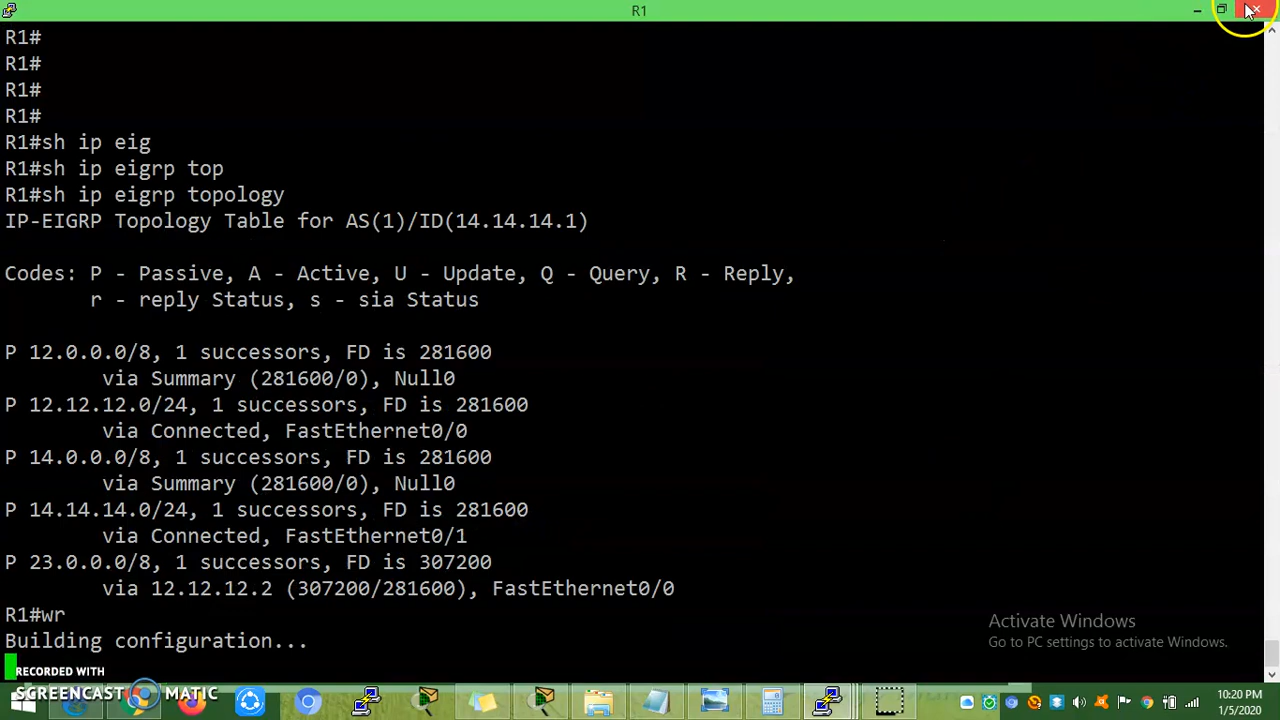 R1
R1#
R1#
R1#
R1#
R1#sh ip eig
R1#sh ip eigrp top
R1#sh ip eigrp topology
IP-EIGRP Topology Table for AS(1)/ID(14.14.14.1)
Codes: P - Passive, A - Active, U - Update, Q - Query, R - Reply,
r - reply Status, s - sia Status
P 12.0.0.0/8, 1 successors, FD is 281600
via Summary (281600/0), Null0
P 12.12.12.0/24, 1 successors, FD is 281600
via Connected, FastEthernet0/0
P 14.0.0.0/8, 1 successors, FD is 281600
via Summary (281600/0), Null0
P 14.14.14.0/24, 1 successors, FD is 281600
via Connected, FastEthernet0/1
P 23.0.0.0/8, 1 successors, FD is 307200
via 12.12.12.2 (307200/281600), FastEthernet0/0
R1#wr
Building configuration...
Activate Windows
Go to PC settings to activate Windows.
RECORDED WITH
SCREENCAST MATIC
10:20 PM
1/5/2020